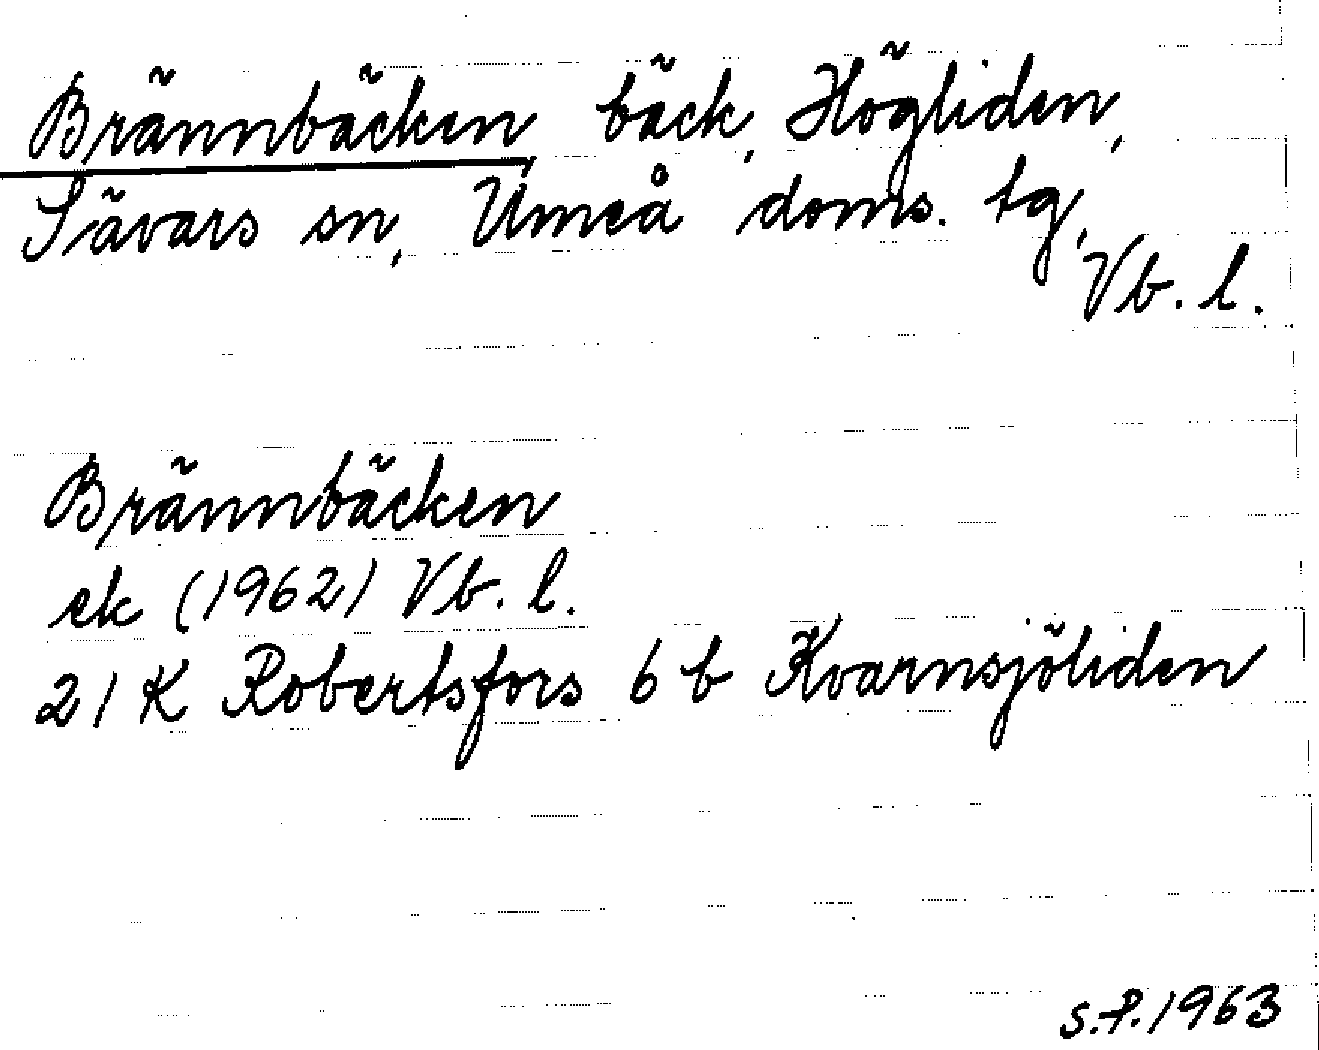 Brännbäcken bäck, Högliden,
Sävars sn, Umeå doms. tg,
Vb. l.
Brännbäcken
ek (1962) Vb. l.
21 K Robertsfors 6 b Kvarnsjöliden
S.P. 1963